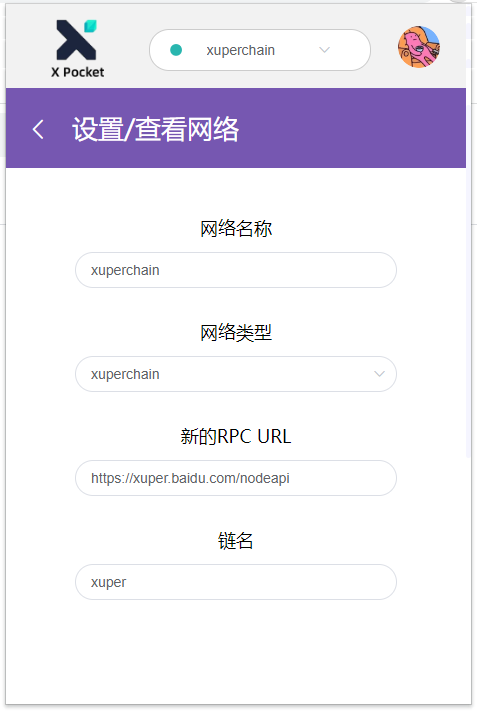 X Pocket
xuperchain
设置/查看网络
网络名称
xuperchain
网络类型
xuperchain
新的RPC URL
https://xuper.baidu.com/nodeapi
链名
xuper